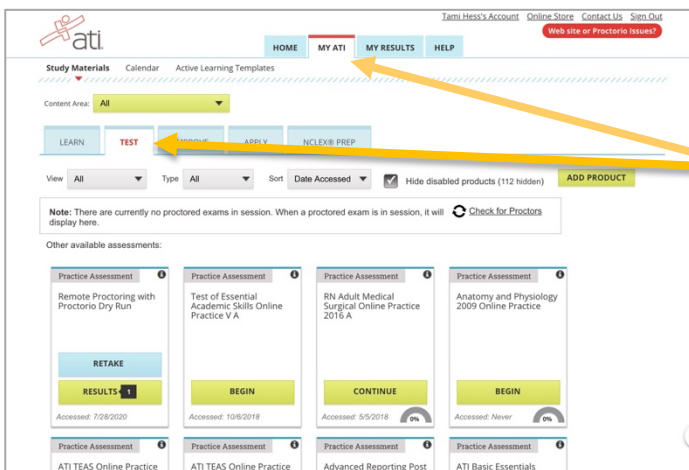 Tami Hess's Account Online Store Contact Us Sign Out
Web site or Proctorio Issues?
ati
HOME MY ATI MY RESULTS HELP
Study Materials Calendar Active Learning Templates
Content Area: All
LEARN TEST IMPROVE APPLY NCLEX® PREP
View All Type All Sort Date Accessed Hide disabled products (112 hidden) ADD PRODUCT
Note: There are currently no proctored exams in session. When a proctored exam is in session, it will Check for Proctors
display here.
Other available assessments:
Practice Assessment Practice Assessment Practice Assessment Practice Assessment
Remote Proctoring with Test of Essential RN Adult Medical Anatomy and Physiology
Proctorio Dry Run Academic Skills Online Surgical Online Practice 2009 Online Practice
Practice V A 2016 A
RETAKE
RESULTS 1 BEGIN CONTINUE BEGIN
Accessed: 7/28/2020 Accessed: 10/6/2018 Accessed: 5/5/2018 0% Accessed: Never 0%
Practice Assessment Practice Assessment Practice Assessment Practice Assessment
ATI TEAS Online Practice ATI TEAS Online Practice Advanced Reporting Post ATI Basic Essentials